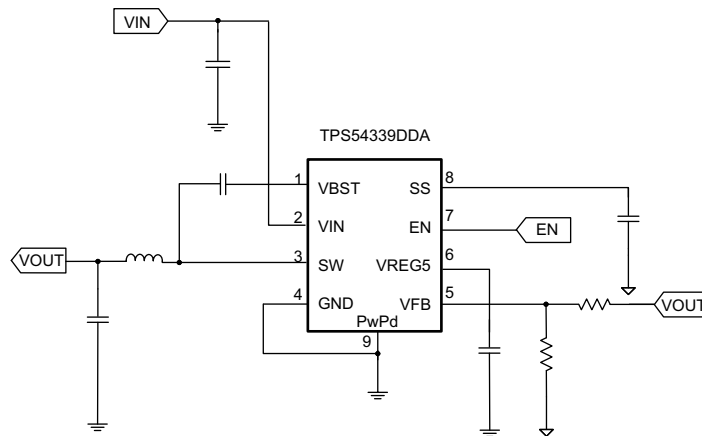 VIN
TPS54339DDA
1
VBST
SS
8
2
VIN
EN
7
EN
VOUT
3
SW
VREG5
6
4
GND
VFB
5
VOUT
PwPd
9